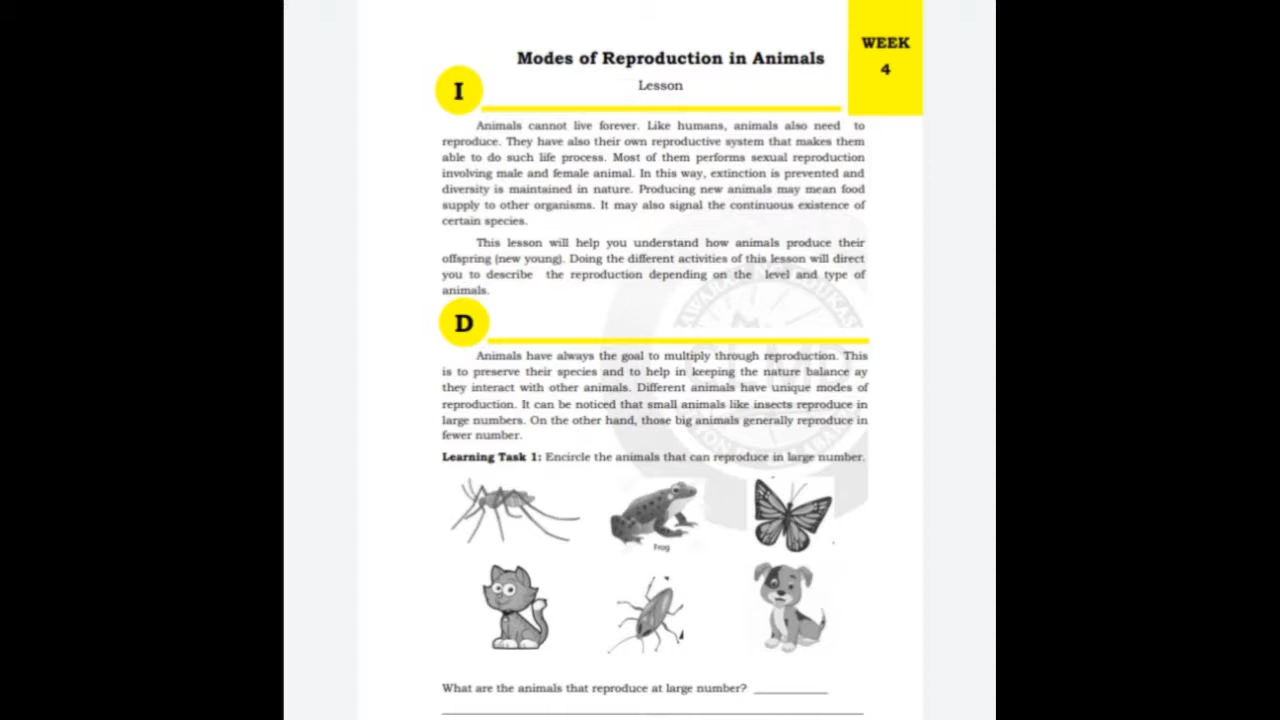 WEEK
4
Modes of Reproduction in Animals
Lesson
I
Animals cannot live forever. Like humans, animals also need to
reproduce. They have also their own reproductive system that makes them
able to do such life process. Most of them performs sexual reproduction
involving male and female animal. In this way, extinction is prevented and
diversity is maintained in nature. Producing new animals may mean food
supply to other organisms. It may also signal the continuous existence of
certain species.
This lesson will help you understand how animals produce their
offspring (new young). Doing the different activities of this lesson will direct
you to describe the reproduction depending on the level and type of
animals.
D
Animals have always the goal to multiply through reproduction. This
is to preserve their species and to help in keeping the nature balance ay
they interact with other animals. Different animals have unique modes of
reproduction. It can be noticed that small animals like insects reproduce in
large numbers. On the other hand, those big animals generally reproduce in
fewer number.
Learning Task 1: Encircle the animals that can reproduce in large number.
Frog
What are the animals that reproduce at large number?